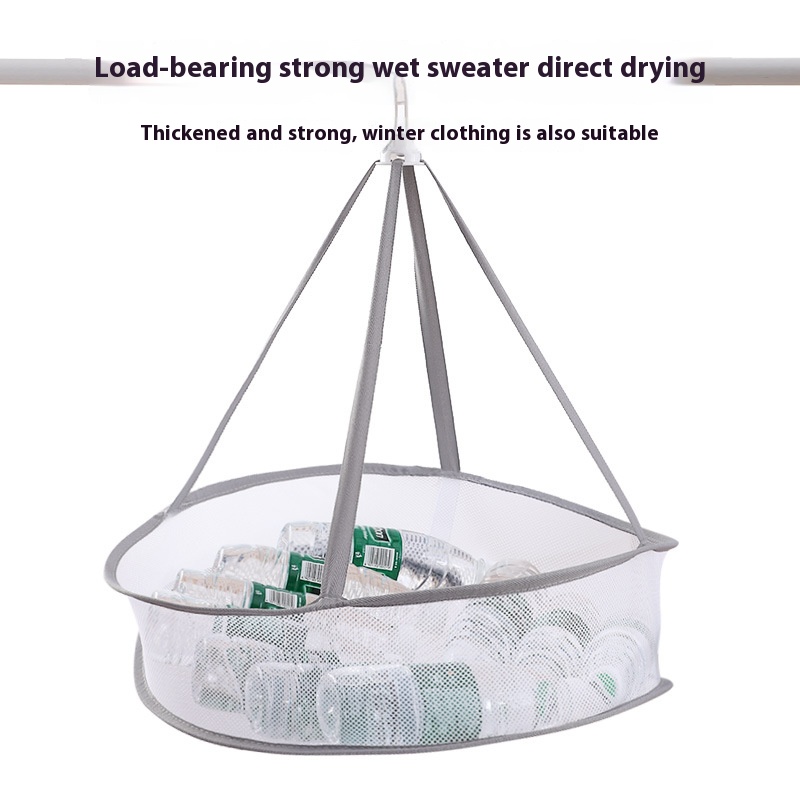 Load-bearing strong wet sweater direct drying
Thickened and strong, winter clothing is also suitable